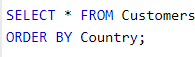 SELECT * FROM Customers
ORDER BY Country;